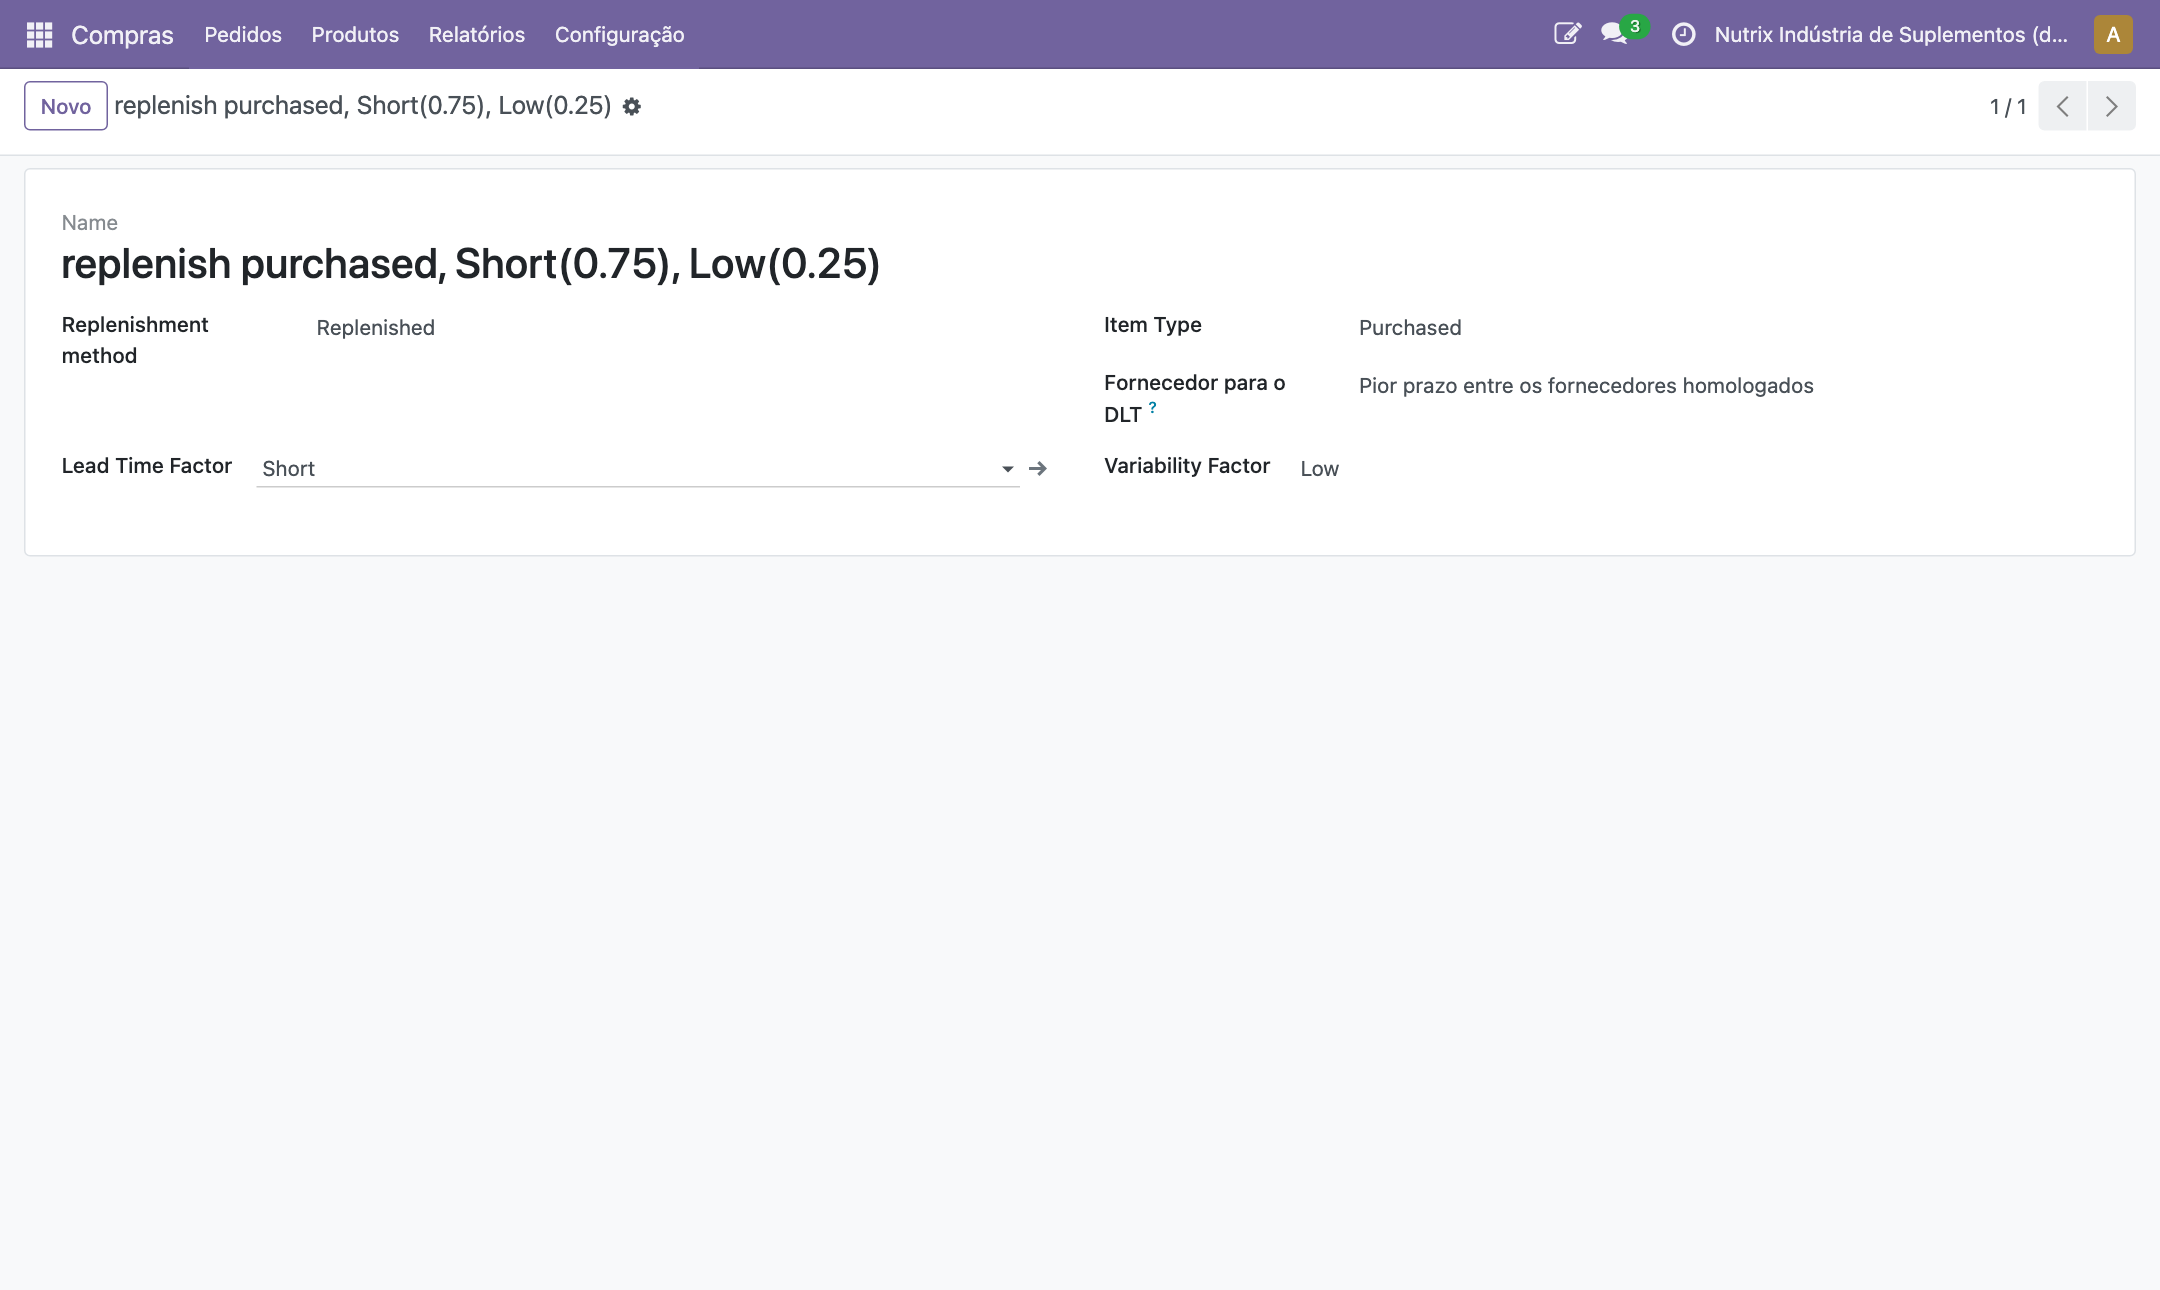 Compras Pedidos Produtos Relatórios Configuração 3 Nutrix Indústria de Suplementos (d... A
Novo replenish purchased, Short(0.75), Low(0.25) 1 / 1
Name
replenish purchased, Short(0.75), Low(0.25)
Replenishment method Replenished
Item Type Purchased
Fornecedor para o DLT ? Pior prazo entre os fornecedores homologados
Lead Time Factor Short
Variability Factor Low